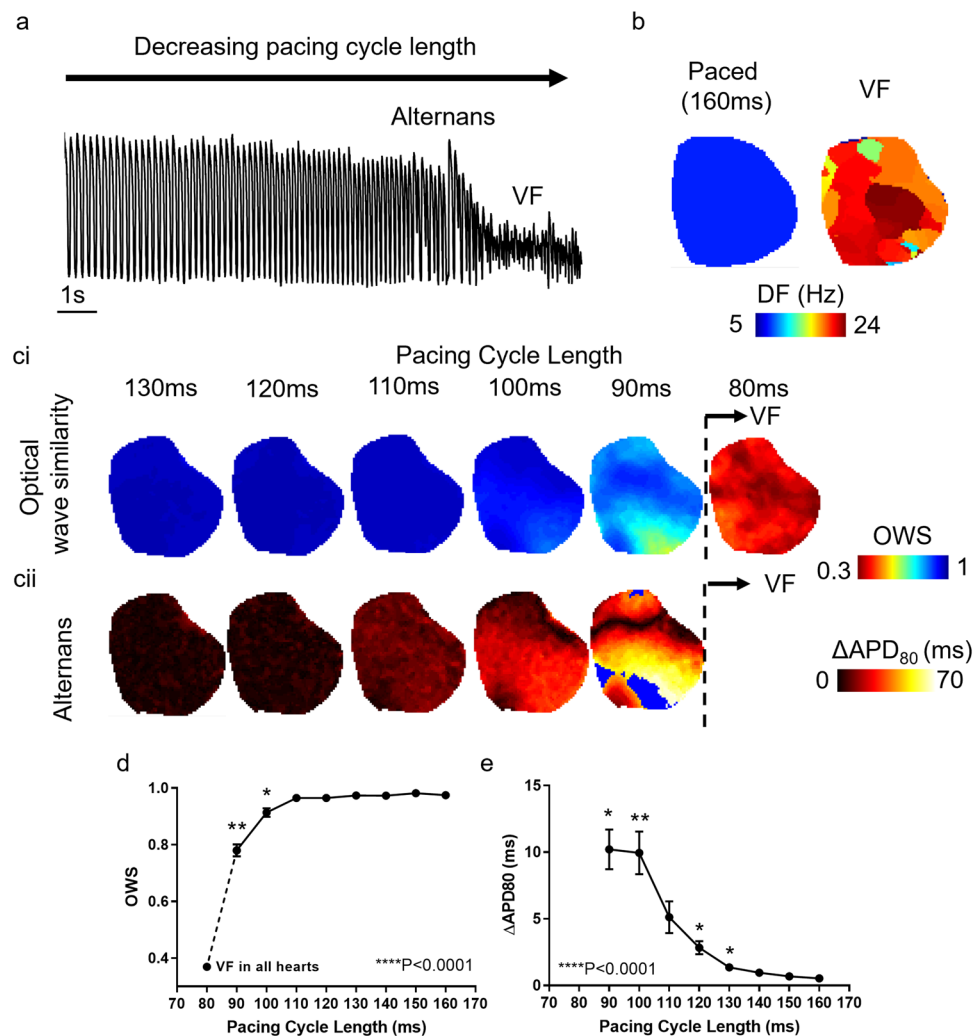 a
Decreasing pacing cycle length
Alternans
VF
1s
b
Paced
(160ms)
VF
DF (Hz)
5
24
ci
Pacing Cycle Length
130ms
120ms
110ms
100ms
90ms
80ms
VF
Optical
wave similarity
OWS
0.3
1
cii
VF
Alternans
ΔAPD₈₀ (ms)
0
70
d
1.0
0.8
0.6
0.4
OWS
*
**
VF in all hearts
****P<0.0001
70 80 90 100 110 120 130 140 150 160 170
Pacing Cycle Length (ms)
e
15
10
5
0
ΔAPD80
(ms)
*
**
*
*
****P<0.0001
70 80 90 100 110 120 130 140 150 160 170
Pacing Cycle Length (ms)